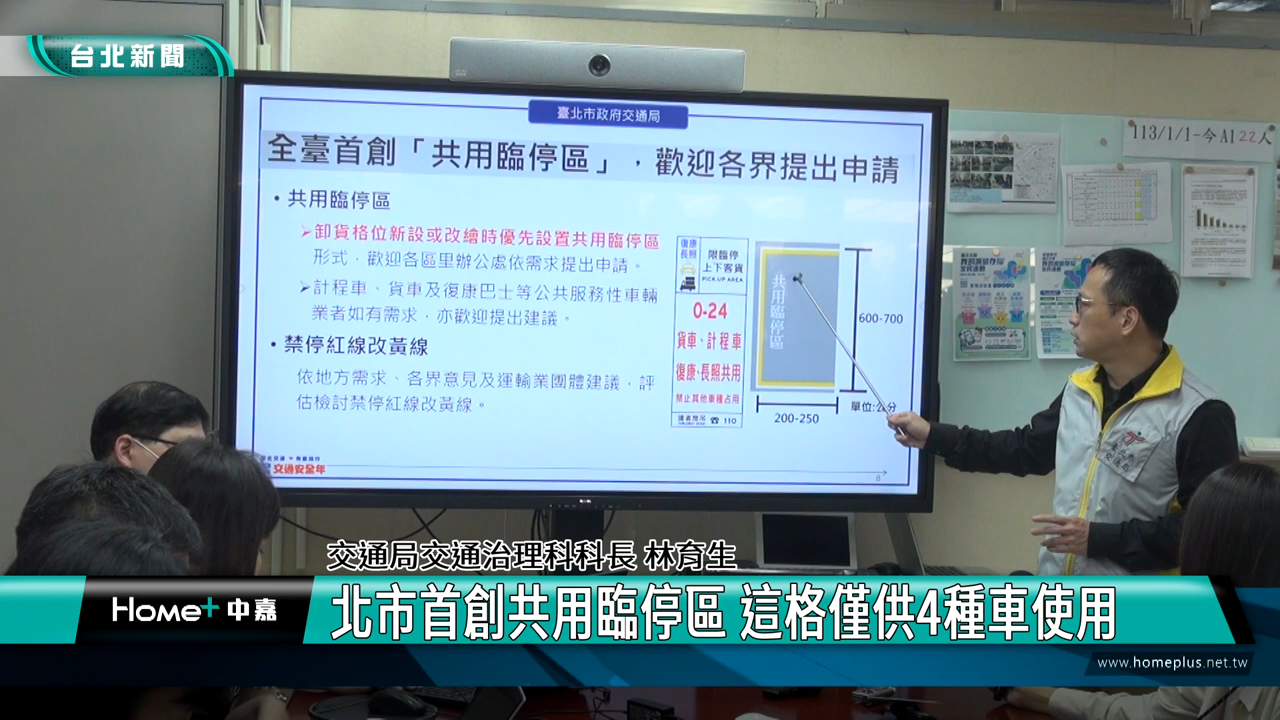 台北新聞
臺北市政府交通局
全臺首創「共用臨停區」，歡迎各界提出申請
• 共用臨停區
➢卸貨格位新設或改繪時優先設置共用臨停區
形式，歡迎各區里辦公處依需求提出申請。
➢計程車、貨車及復康巴士等公共服務性車輛
業者如有需求，亦歡迎提出建議。
• 禁停紅線改黃線
依地方需求、各界意見及運輸業團體建議，評
估檢討禁停紅線改黃線。
復康
長照
限臨停
上下客貨
PICK-UP AREA
0-24
貨車、計程車
復康、長照共用
禁止其他車種占用
違者拖吊
☎ 110
共用臨停區
600-700
200-250
單位:公分
交通安全年
8
113/1/1-今A1 22人
交通局交通治理科科長 林育生
Home+ 中嘉
北市首創共用臨停區 這格僅供4種車使用
www.homeplus.net.tw